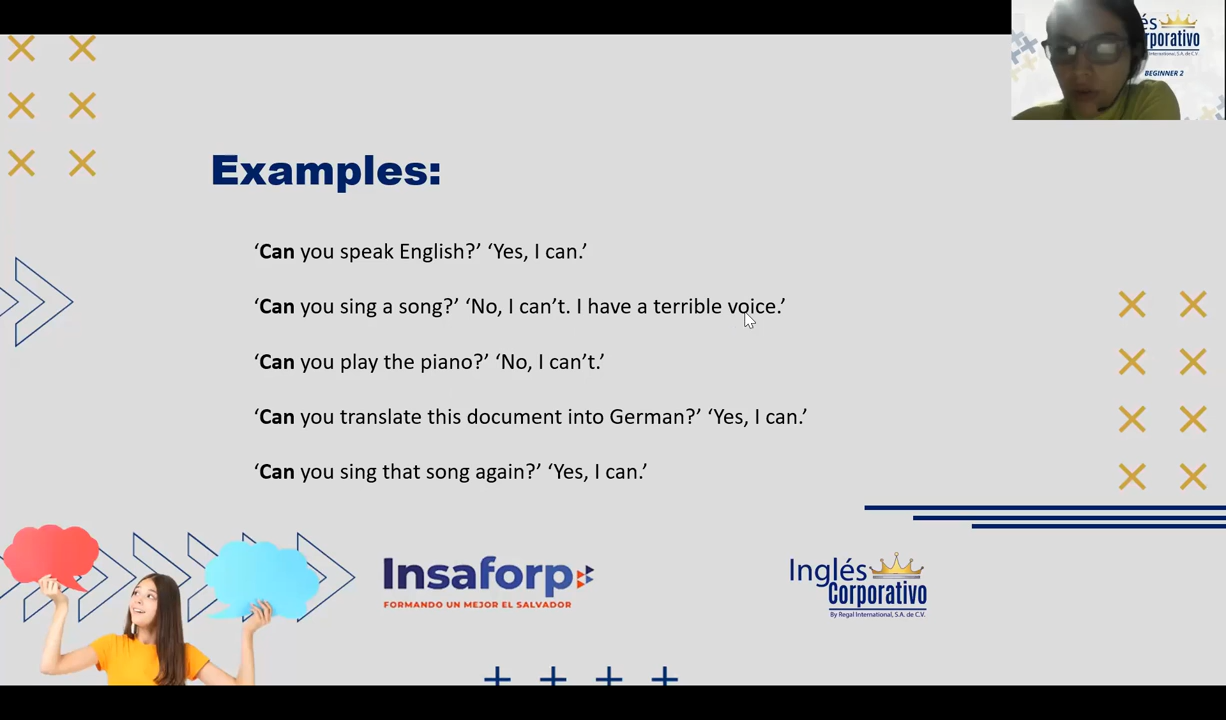 és
rporativo
BEGINNER 2
Examples:
‘Can you speak English?’ ‘Yes, I can.’
‘Can you sing a song?’ ‘No, I can’t. I have a terrible voice.’
‘Can you play the piano?’ ‘No, I can’t.’
‘Can you translate this document into German?’ ‘Yes, I can.’
‘Can you sing that song again?’ ‘Yes, I can.’
Insaforp
FORMANDO UN MEJOR EL SALVADOR
Inglés
Corporativo
By Regal International, S.A. de C.V.